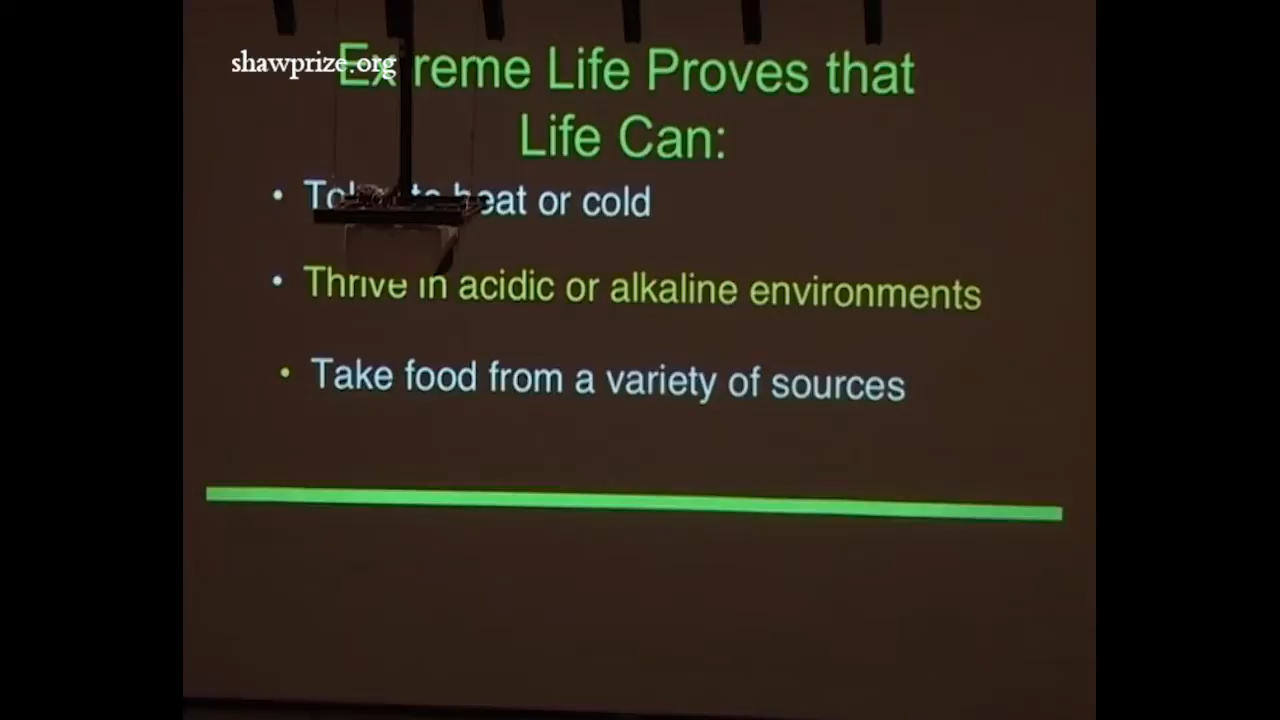 shawprize.org
Extreme Life Proves that
Life Can:
• heat or cold
• Thrive in acidic or alkaline environments
• Take food from a variety of sources